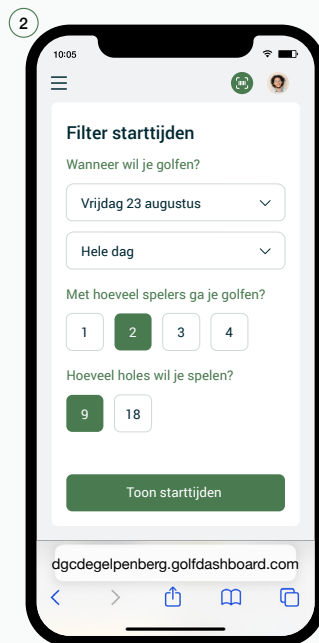 2
10:05
Filter starttijden
Wanneer wil je golfen?
Vrijdag 23 augustus
Hele dag
Met hoeveel spelers ga je golfen?
1 2 3 4
Hoeveel holes wil je spelen?
9 18
Toon starttijden
dgcdegelpenberg.golfdashboard.com